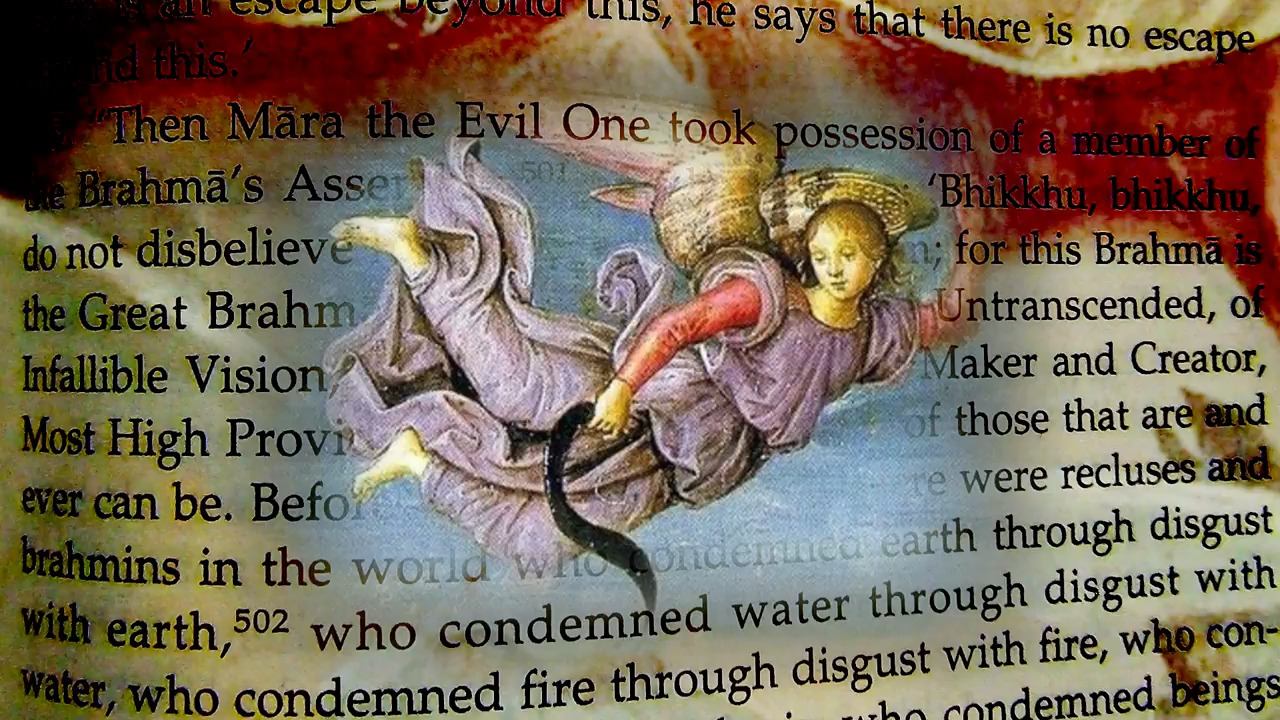 is an escape beyond this, he says that there is no escape
this.'
"Then Māra the Evil One took possession of a member of
the Brahmā's Asse 501 'Bhikkhu, bhikkhu,
do not disbelieve for this Brahmā is
the Great Brahm Untranscended, of
Infallible Vision, Maker and Creator,
Most High Provi of those that are and
ever can be. Before were recluses and
brahmins in the world who condemned earth through disgust
with earth,502 who condemned water through disgust with
water, who condemned fire through disgust with fire, who con-
who condemned beings